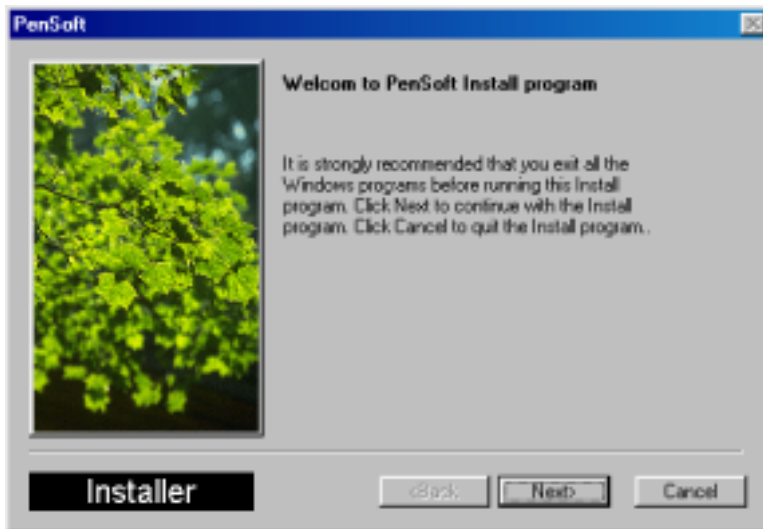 PenSoft
Welcom to PenSoft Install program
It is strongly recommended that you exit all the
Windows programs before running this Install
program. Click Next to continue with the Install
program. Click Cancel to quit the Install program..
Installer
<Back
Next>
Cancel